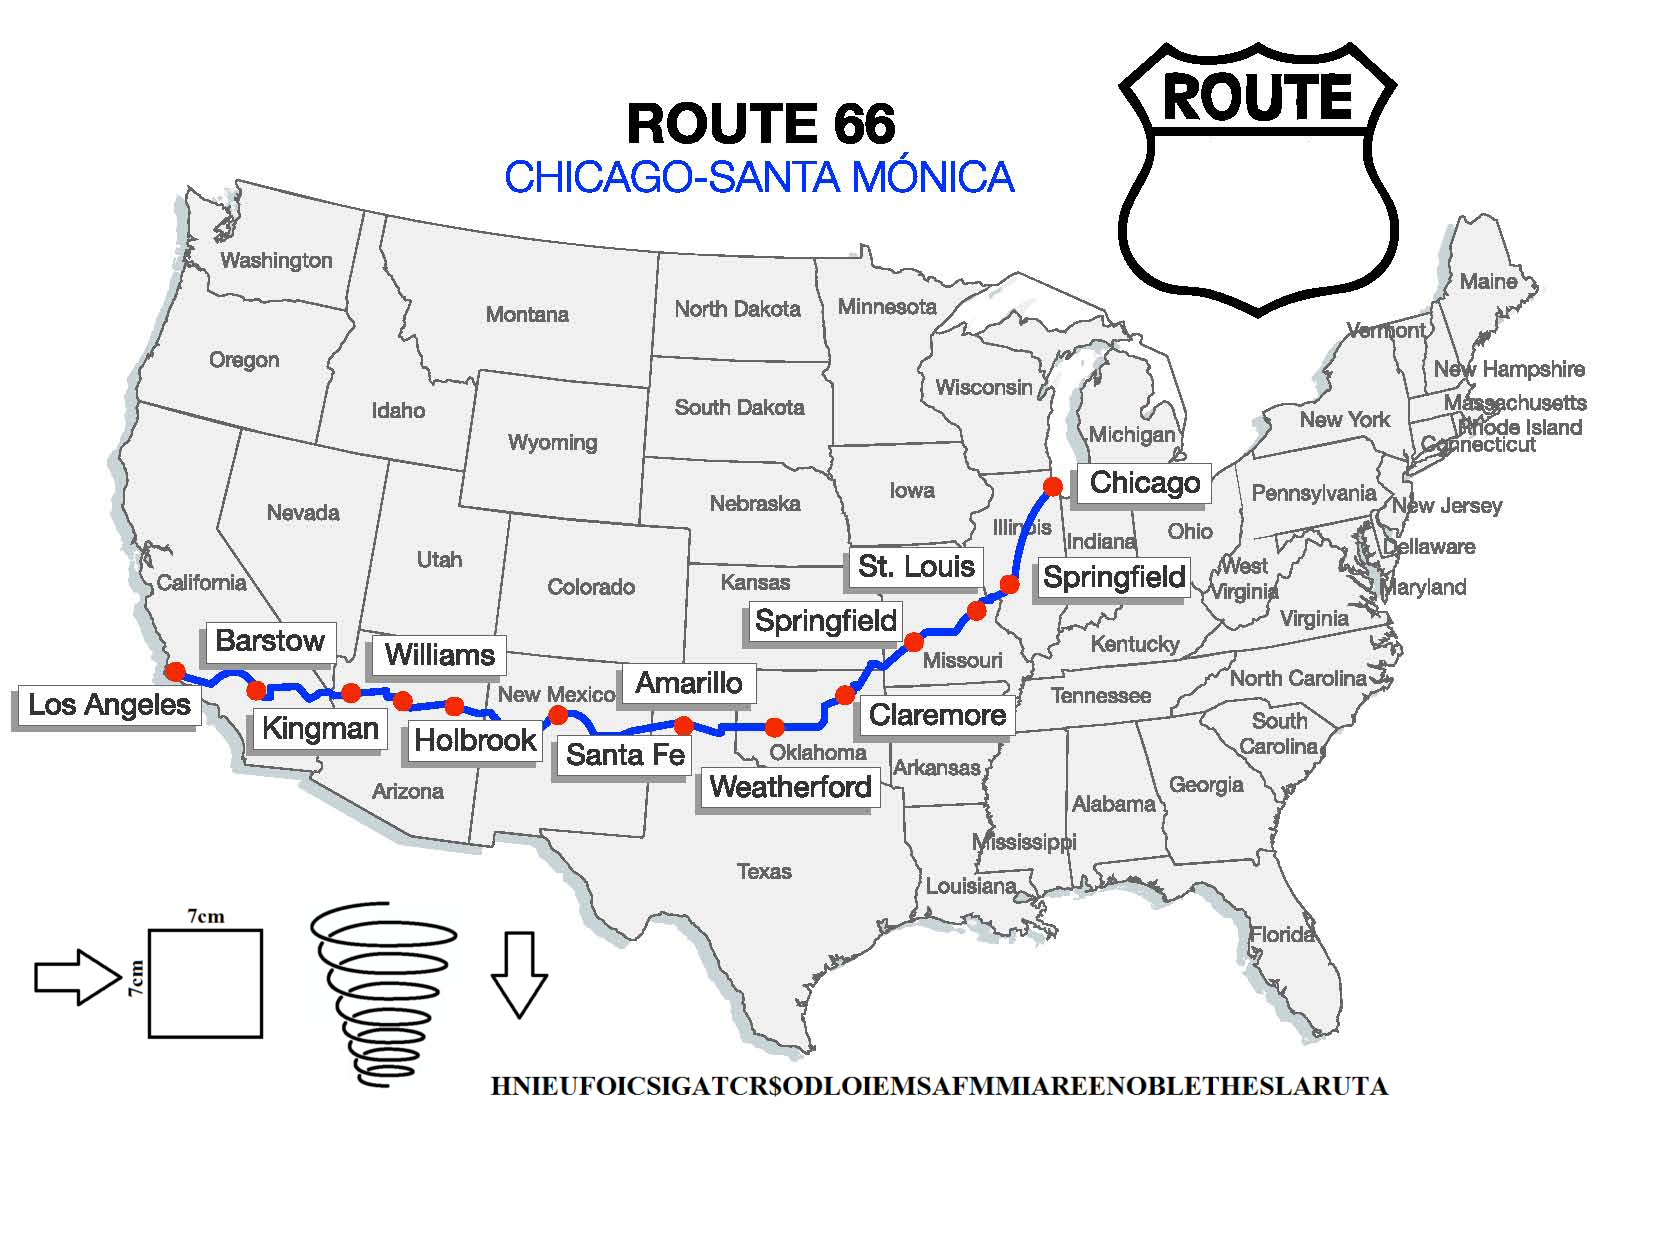 ROUTE
ROUTE 66
CHICAGO-SANTA MÓNICA
Washington
Maine
Montana
North Dakota
Minnesota
Vermont
Oregon
New Hampshire
Idaho
South Dakota
Wisconsin
Massachusetts
New York
Rhode Island
Michigan
Connecticut
Wyoming
Chicago
Iowa
Pennsylvania
Nebraska
New Jersey
Nevada
Illinois
Indiana
Ohio
Dellaware
Utah
St. Louis
West
Virginia
California
Colorado
Kansas
Springfield
Maryland
Springfield
Virginia
Barstow
Kentucky
Williams
Missouri
North Carolina
Amarillo
New Mexico
Tennessee
Los Angeles
Claremore
South
Carolina
Kingman
Holbrook
Santa Fe
Oklahoma
Arkansas
Weatherford
Georgia
Arizona
Alabama
Mississippi
Texas
Louisiana
Florida
7cm
7cm
HNIEUFOICSIGATCR$ODLOIEMSAFMMIAREENOBLETHESLARUTA